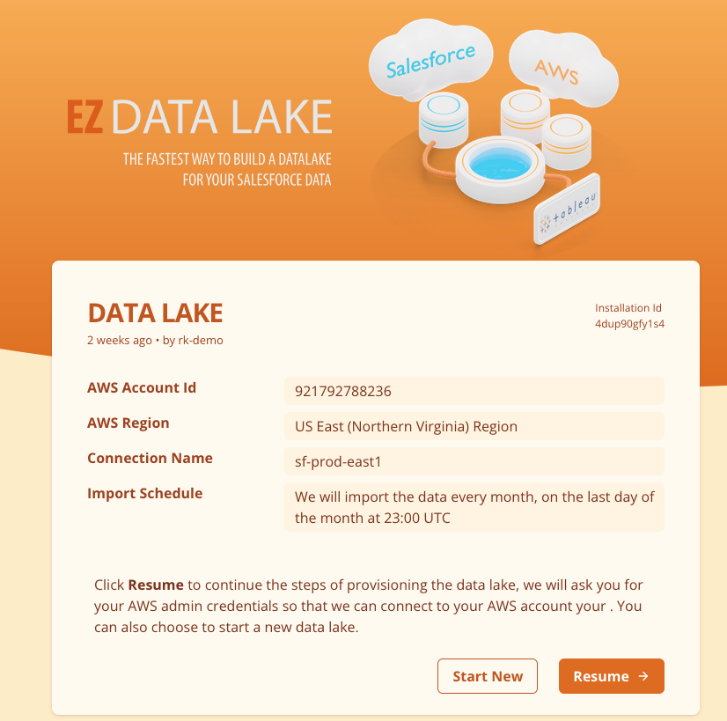 Salesforce
AWS
EZ DATA LAKE
THE FASTEST WAY TO BUILD A DATALAKE
FOR YOUR SALESFORCE DATA
tableau
DATA LAKE
2 weeks ago • by rk-demo
Installation Id
4dup90gfy1s4
AWS Account Id
921792788236
AWS Region
US East (Northern Virginia) Region
Connection Name
sf-prod-east1
Import Schedule
We will import the data every month, on the last day of
the month at 23:00 UTC
Click Resume to continue the steps of provisioning the data lake, we will ask you for
your AWS admin credentials so that we can connect to your AWS account your . You
can also choose to start a new data lake.
Start New
Resume →